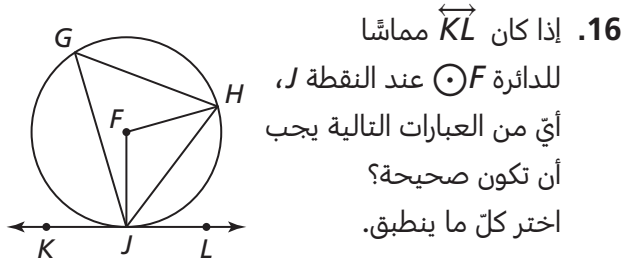 16. إذا كان KL مماسًّا
للدائرة F⊙ عند النقطة J،
أيّ من العبارات التالية يجب
أن تكون صحيحة؟
اختر كلّ ما ينطبق.
G
H
F
K
J
L